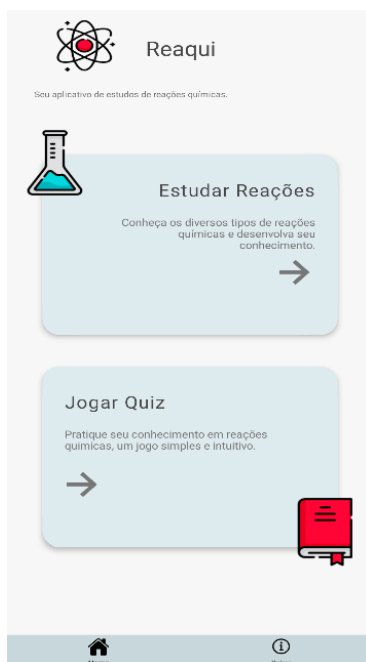 Reaqui
Seu aplicativo de estudos de reações químicas.
Estudar Reações
Conheça os diversos tipos de reações
químicas e desenvolva seu
conhecimento.
Jogar Quiz
Pratique seu conhecimento em reações
quimicas, um jogo simples e intuitivo.